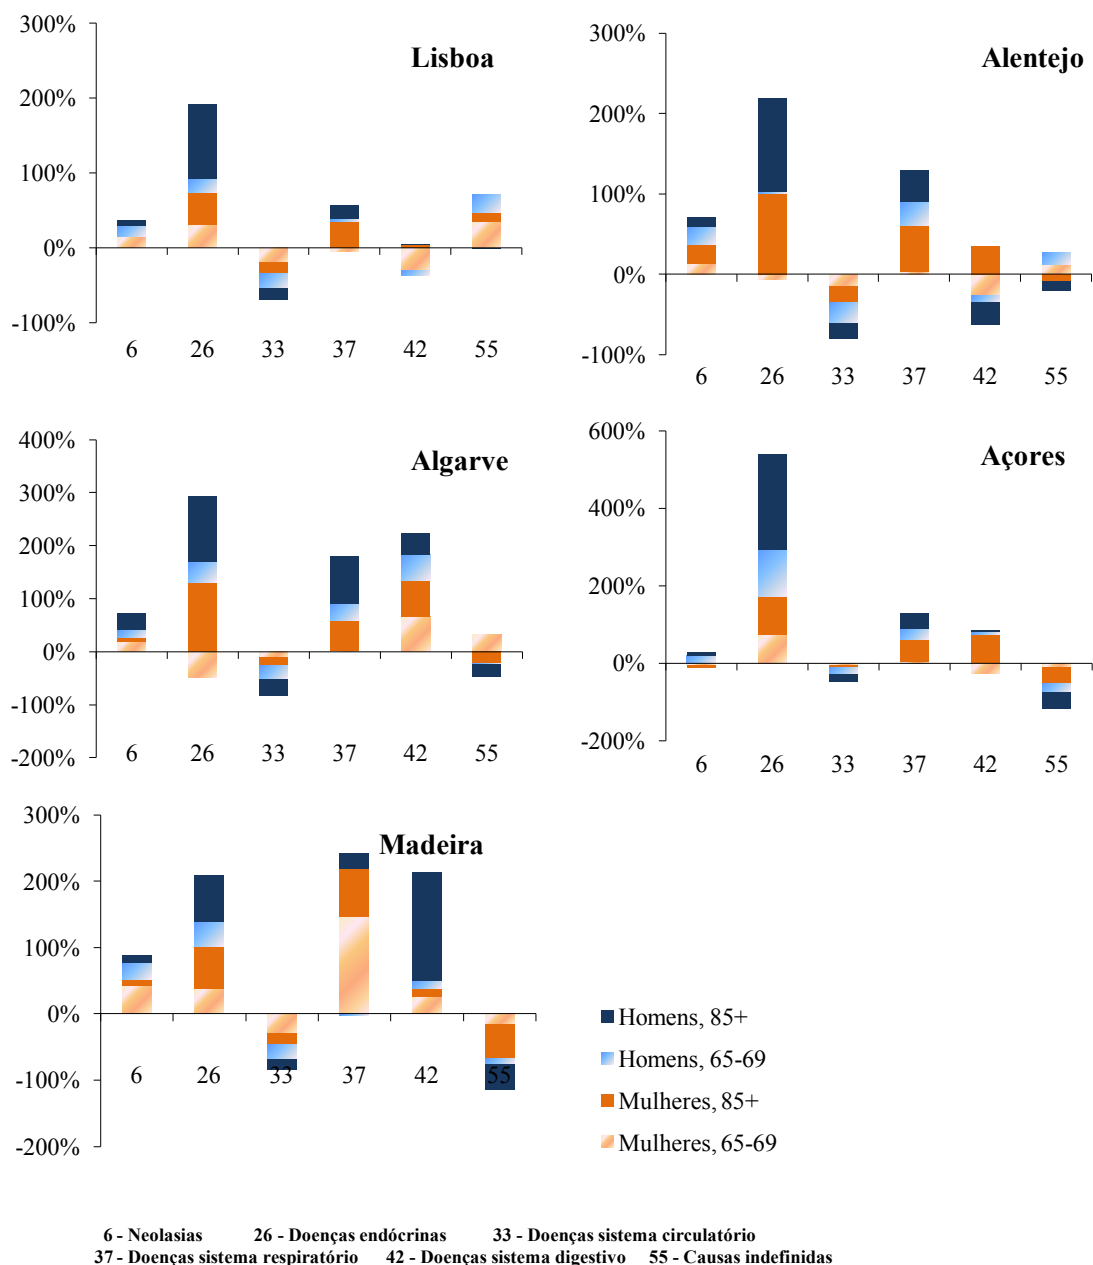 Lisboa
300%
200%
100%
0%
-100%
6 26 33 37 42 55
Alentejo
300%
200%
100%
0%
-100%
6 26 33 37 42 55
Algarve
400%
300%
200%
100%
0%
-100%
-200%
6 26 33 37 42 55
Açores
600%
400%
200%
0%
-200%
6 26 33 37 42 55
Madeira
300%
200%
100%
0%
-100%
-200%
6 26 33 37 42 55
Homens, 85+
Homens, 65-69
Mulheres, 85+
Mulheres, 65-69
6 - Neolasias 26 - Doenças endócrinas 33 - Doenças sistema circulatório
37 - Doenças sistema respiratório 42 - Doenças sistema digestivo 55 - Causas indefinidas